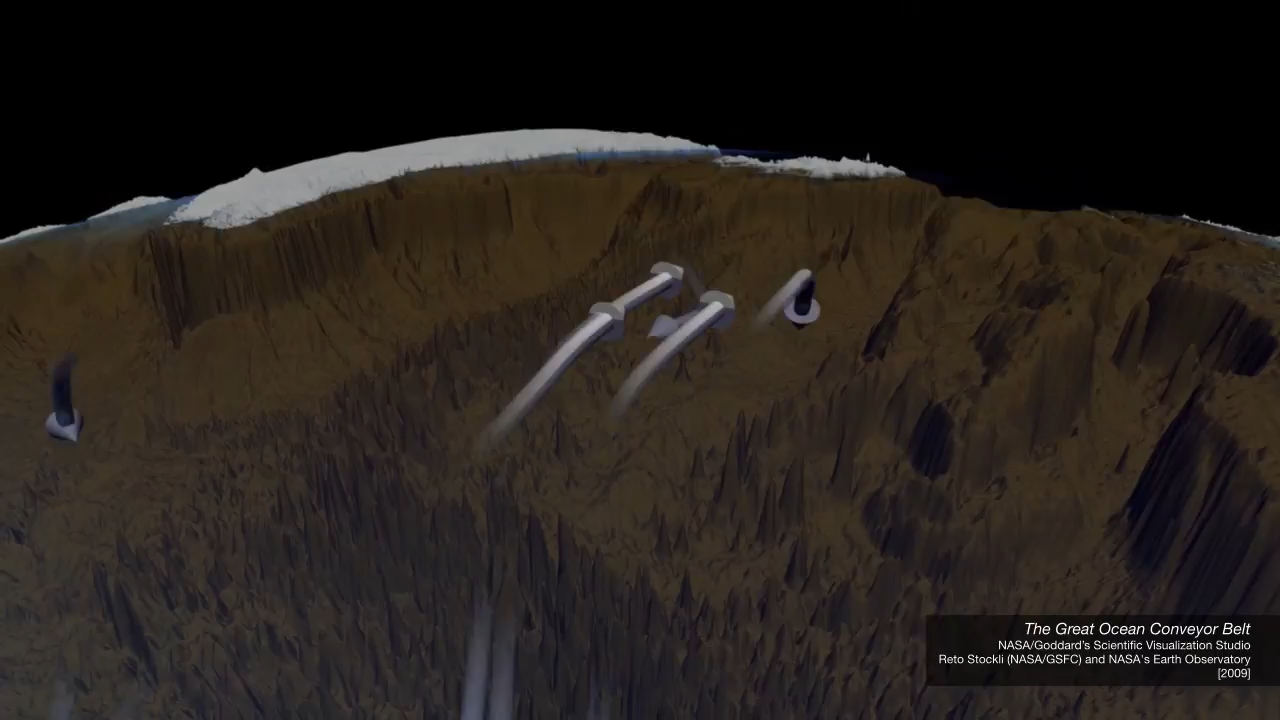 The Great Ocean Conveyor Belt
NASA/Goddard's Scientific Visualization Studio
Reto Stockli (NASA/GSFC) and NASA's Earth Observatory
[2009]